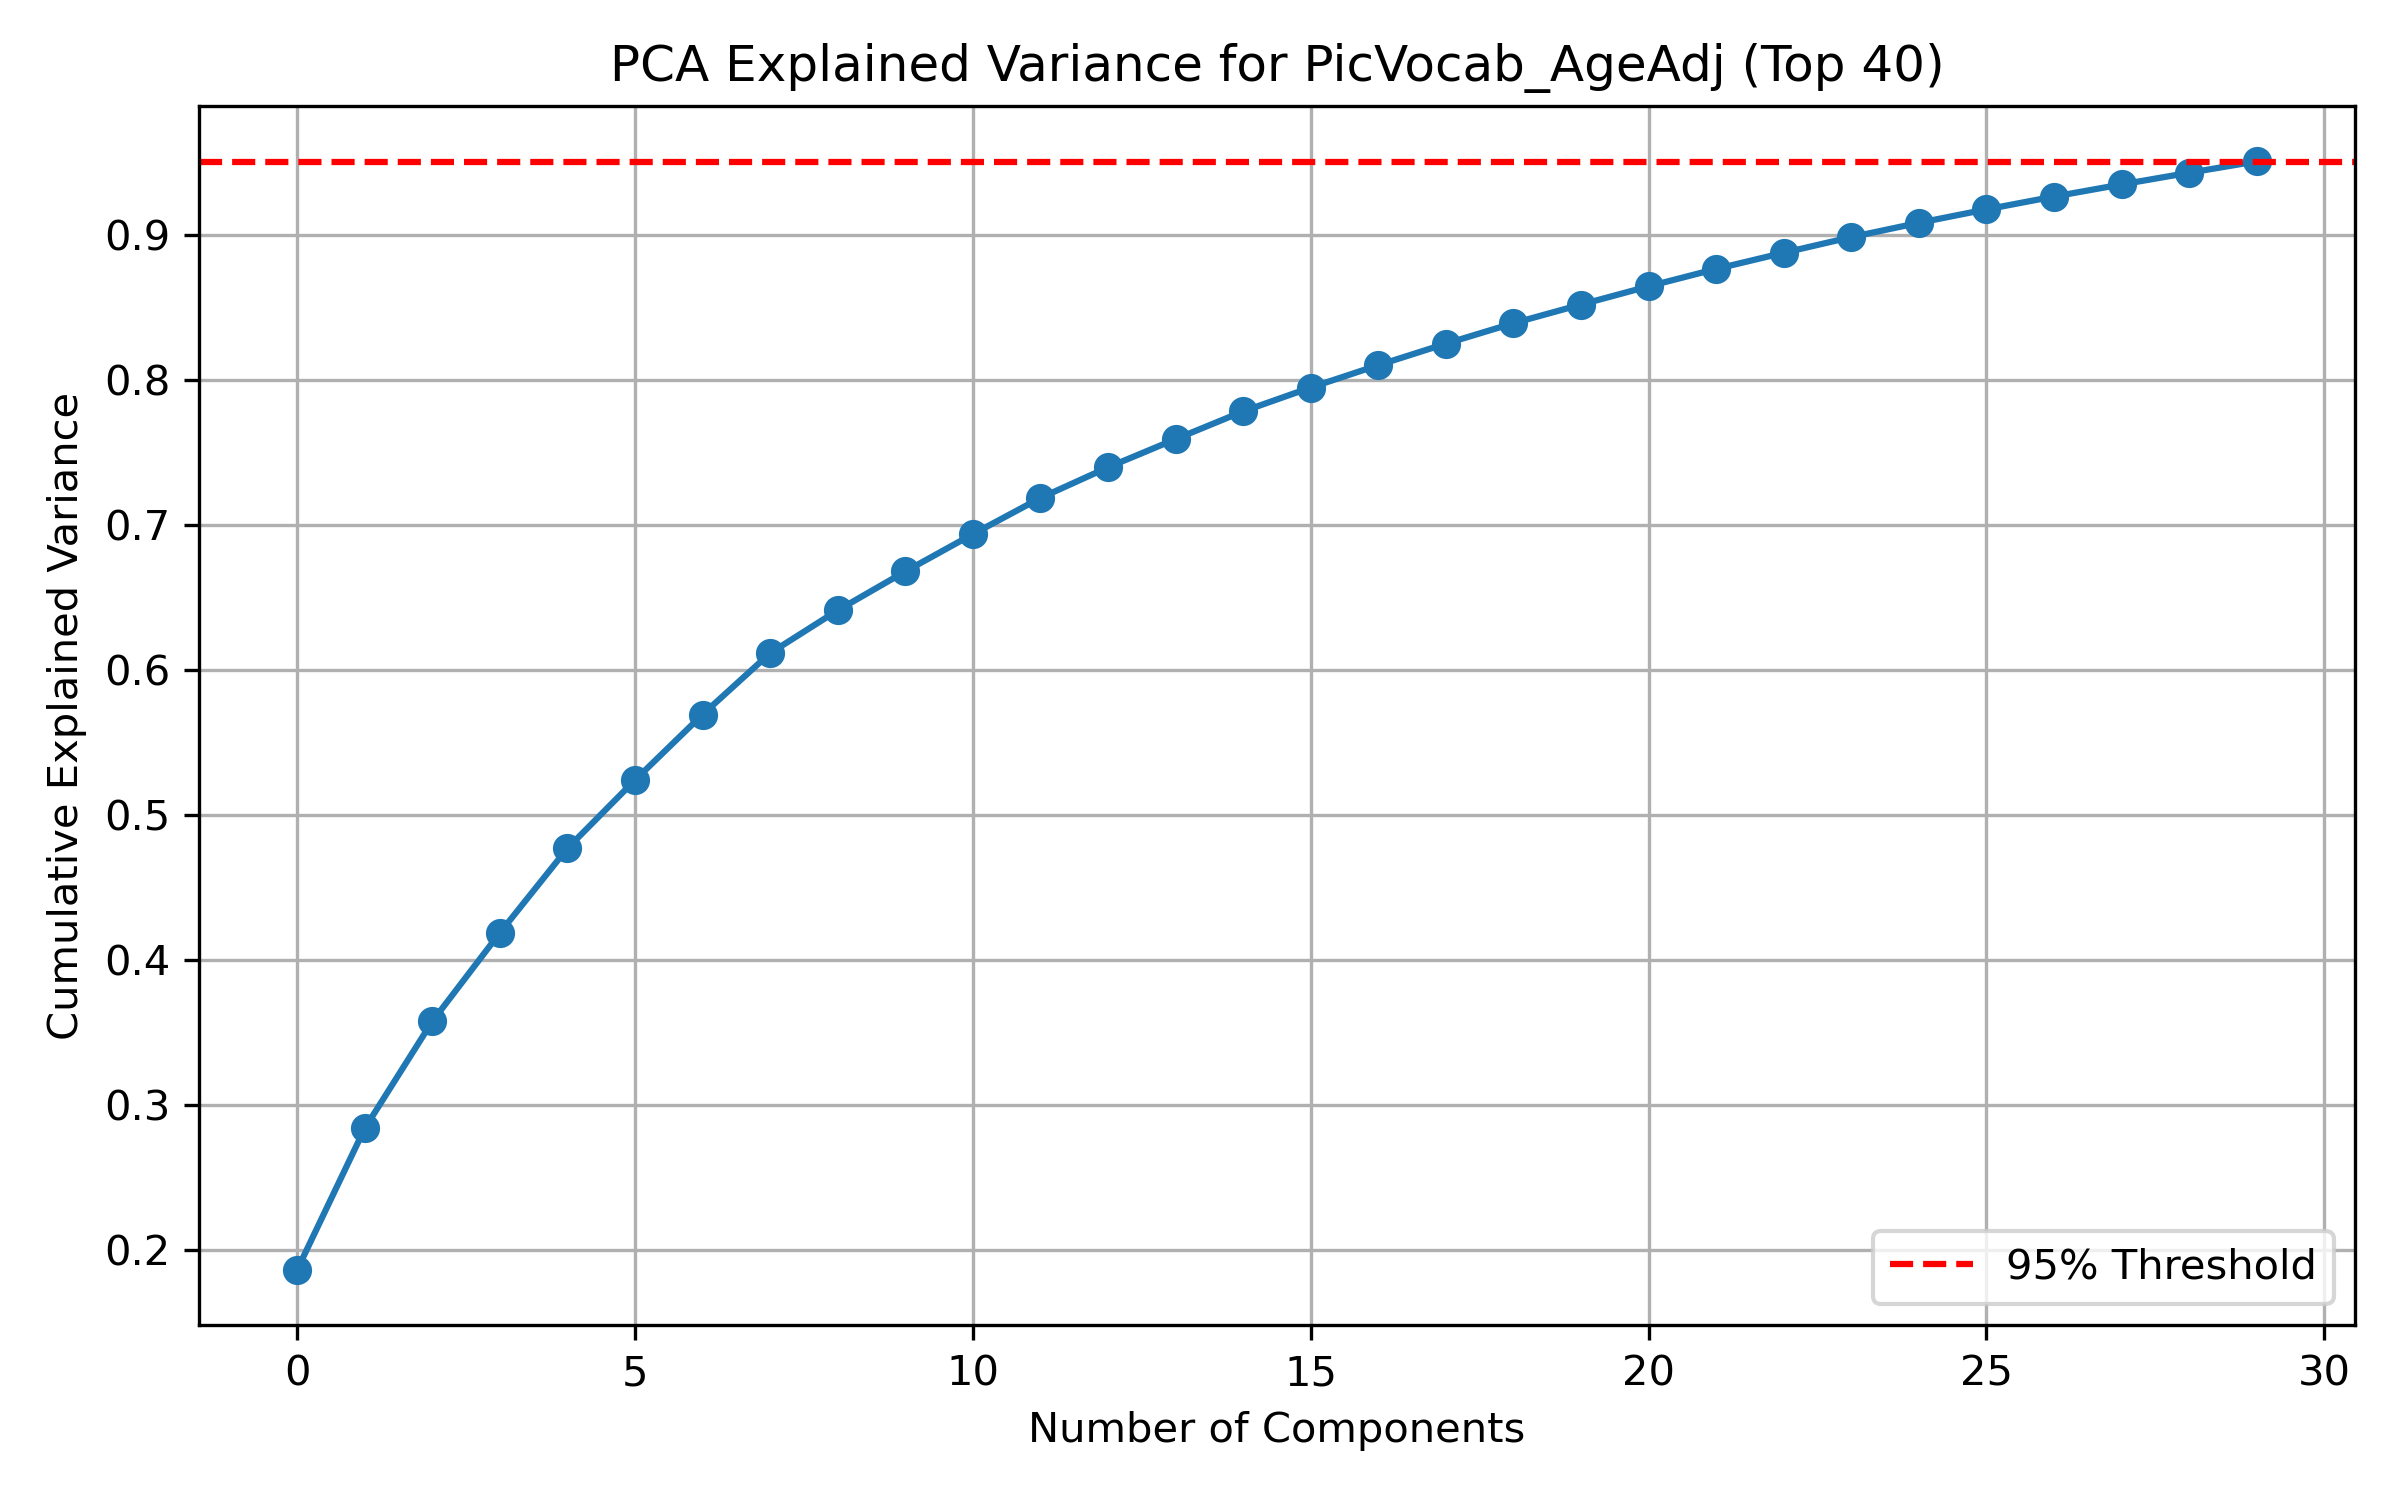 PCA Explained Variance for PicVocab_AgeAdj (Top 40)
Cumulative Explained Variance
0.9
0.8
0.7
0.6
0.5
0.4
0.3
0.2
95% Threshold
0 5 10 15 20 25 30
Number of Components